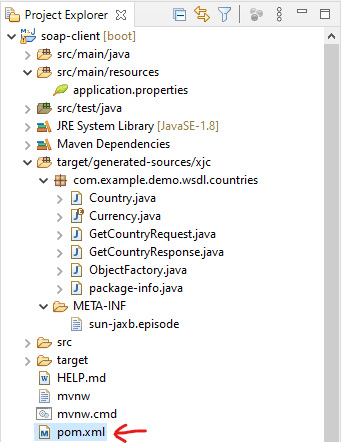 Project Explorer
soap-client [boot]
src/main/java
src/main/resources
application.properties
src/test/java
JRE System Library [JavaSE-1.8]
Maven Dependencies
target/generated-sources/xjc
com.example.demo.wsdl.countries
Country.java
Currency.java
GetCountryRequest.java
GetCountryResponse.java
ObjectFactory.java
package-info.java
META-INF
sun-jaxb.episode
src
target
HELP.md
mvnw
mvnw.cmd
pom.xml